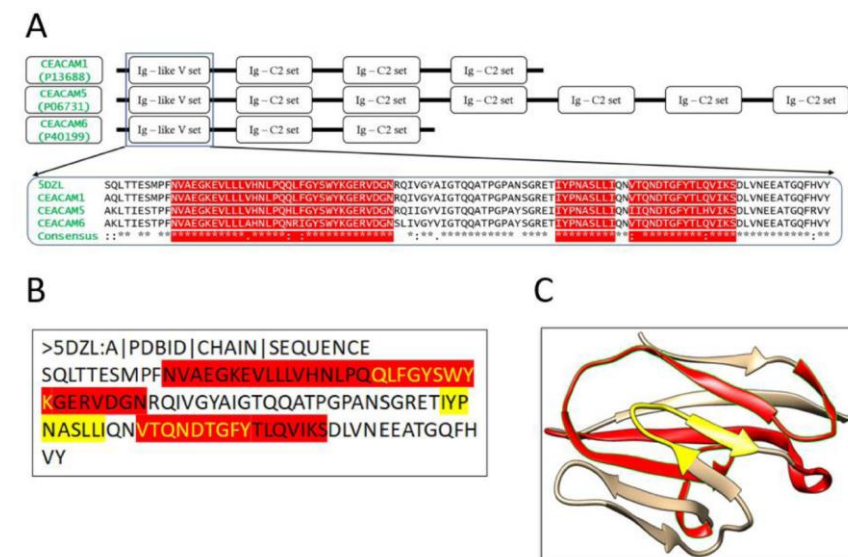 A
CEACAM1
(P13688)
Ig – like V set
Ig – C2 set
Ig – C2 set
Ig – C2 set
CEACAM5
(P06731)
Ig – like V set
Ig – C2 set
Ig – C2 set
Ig – C2 set
Ig – C2 set
Ig – C2 set
Ig – C2 set
CEACAM6
(P40199)
Ig – like V set
Ig – C2 set
Ig – C2 set
5DZL SQLTTESMPFNVAEGKEVLLLVHNLPQQLFGYSWYKGERVDGNRQIVGYAIGTQQATPGPANSGRETIYPNASLLIQNVTQNDTGFYTLQVIKSDLVNEEATGQFHVY
CEACAM1 AQLTTESMPFNVAEGKEVLLLVHNLPQQLFGYSWYKGERVDGNRQIVGYAIGTQQATPGPANSGRETIYPNASLLIQNVTQNDTGFYTLQVIKSDLVNEEATGQFRVY
CEACAM5 AKLTIESTPFNVAEGKEVLLLVHNLPQHLFGYSWYKGERVDGNRQIIGYVIGTQQATPGPAYSGREIIYPNASLLIQNIIQNDTGFYTLHVIKSDLVNEEATGQFRVY
CEACAM6 AKLTIESTPFNVAEGKEVLLLAHNLPQNRIGYSWYKGERVDGNSLIVGYVIGTQQATPGPAYSGRETIYPNASLLIQNVTQNDTGFYTLQVIKSDLVNEEATGQFHVY
Consensus
B
>5DZL:A|PDBID|CHAIN|SEQUENCE
SQLTTESMPFNVAEGKEVLLLVHNLPQQLFGYSWY
KGERVDGNRQIVGYAIGTQQATPGPANSGRETIYP
NASLLIQNVTQNDTGFYTLQVIKSDLVNEEATGQFH
VY
C